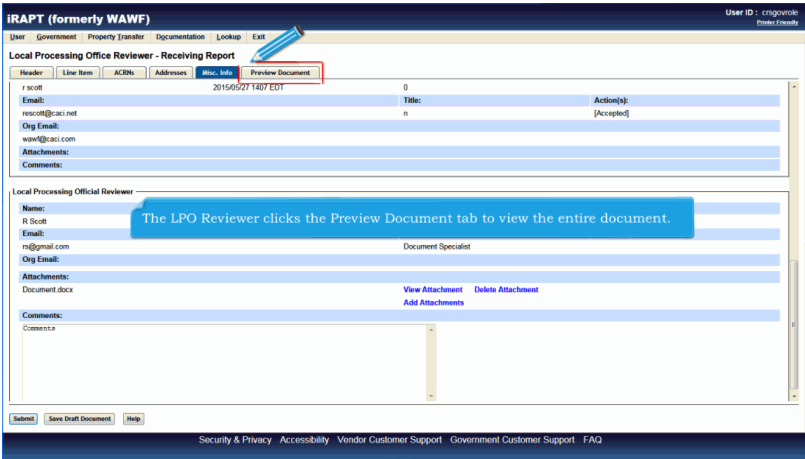 iRAPT (formerly WAWF)
User ID : crsgovrole
Printer Friendly
User Government Property Transfer Documentation Lookup Exit
Local Processing Office Reviewer - Receiving Report
Header Line Item ACRNs Addresses Misc. Info Preview Document
r scott 2015/05/27 1407 EDT 0
Email: Title: Action(s):
rescott@caci.net n [Accepted]
Org Email:
wawf@caci.com
Attachments:
Comments:
Local Processing Official Reviewer
Name:
The LPO Reviewer clicks the Preview Document tab to view the entire document.
R Scott
Email:
rs@gmail.com Document Specialist
Org Email:
Attachments:
Document.docx View Attachment Delete Attachment
Add Attachments
Comments:
Comments
Submit Save Draft Document Help
Security & Privacy Accessibility Vendor Customer Support Government Customer Support FAQ